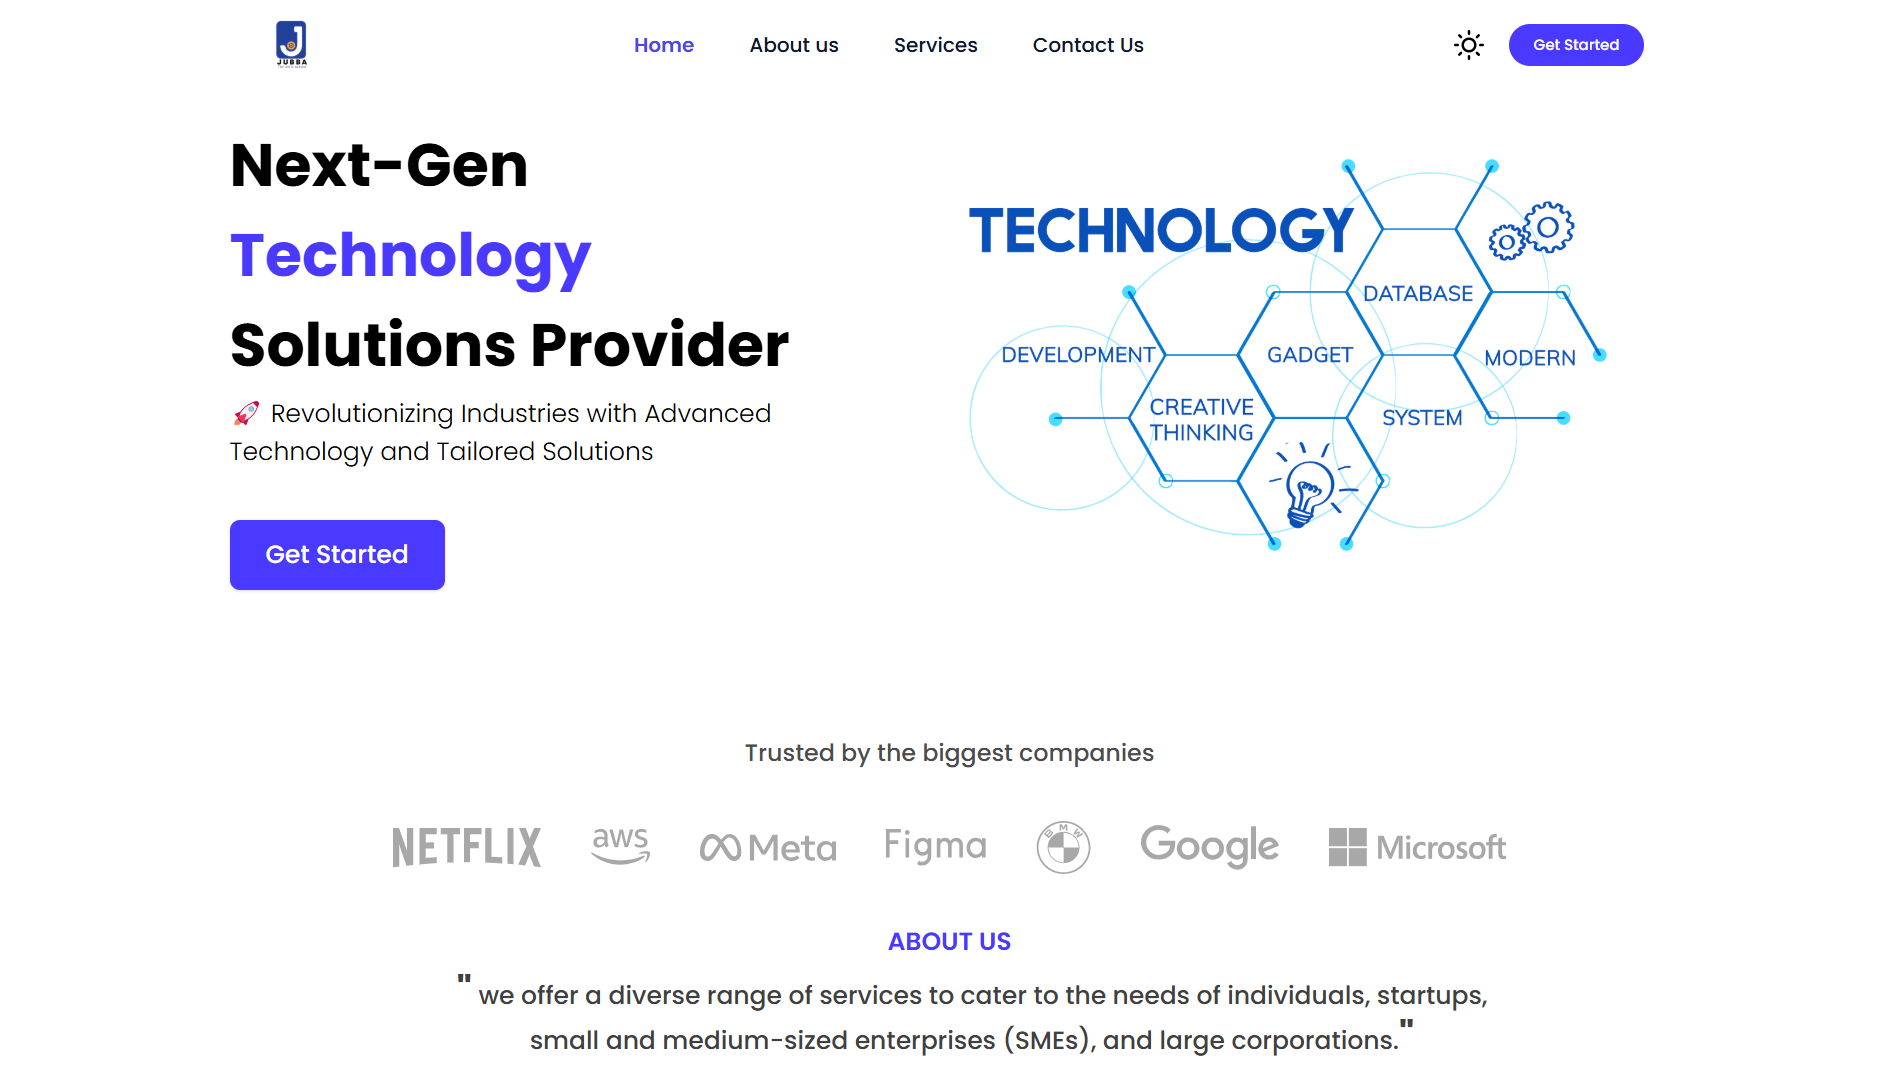 JUBBA
Home
About us
Services
Contact Us
Get Started
Next-Gen
Technology
Solutions Provider
🚀 Revolutionizing Industries with Advanced
Technology and Tailored Solutions
Get Started
TECHNOLOGY
DATABASE
DEVELOPMENT
GADGET
MODERN
CREATIVE
THINKING
SYSTEM
Trusted by the biggest companies
NETFLIX
aws
Meta
Figma
BMW
Google
Microsoft
ABOUT US
" we offer a diverse range of services to cater to the needs of individuals, startups,
small and medium-sized enterprises (SMEs), and large corporations."